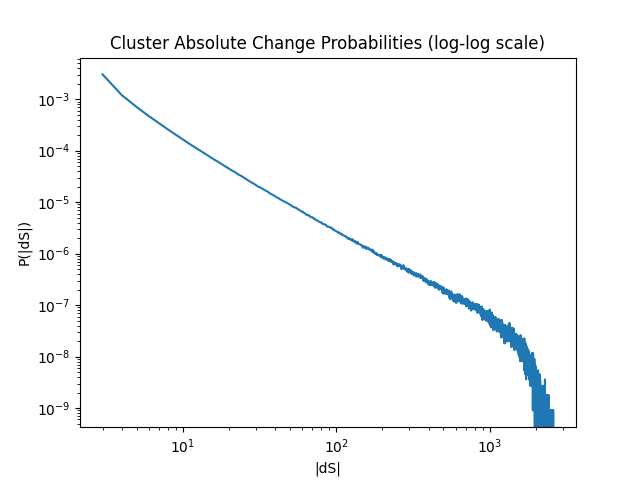 Cluster Absolute Change Probabilities (log-log scale)
10⁻³
10⁻⁴
10⁻⁵
10⁻⁶
10⁻⁷
10⁻⁸
10⁻⁹
P(|dS|)
10¹ 10² 10³
|dS|